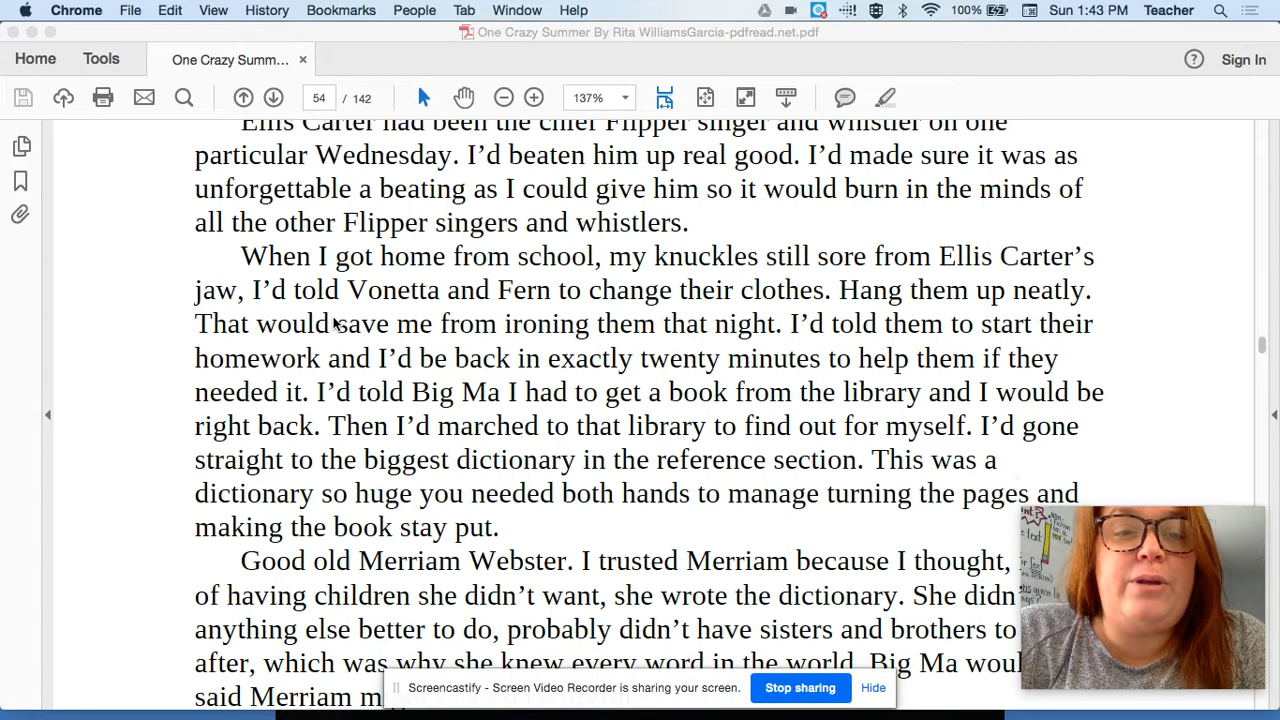 Chrome File Edit View History Bookmarks People Tab Window Help 100% Sun 1:43 PM Teacher
One Crazy Summer By Rita WilliamsGarcia-pdfread.net.pdf
Home Tools One Crazy Summ... × Sign In
54 / 142 137%
Ellis Carter had been the chief Flipper singer and whistler on one
particular Wednesday. I’d beaten him up real good. I’d made sure it was as
unforgettable a beating as I could give him so it would burn in the minds of
all the other Flipper singers and whistlers.
When I got home from school, my knuckles still sore from Ellis Carter’s
jaw, I’d told Vonetta and Fern to change their clothes. Hang them up neatly.
That would save me from ironing them that night. I’d told them to start their
homework and I’d be back in exactly twenty minutes to help them if they
needed it. I’d told Big Ma I had to get a book from the library and I would be
right back. Then I’d marched to that library to find out for myself. I’d gone
straight to the biggest dictionary in the reference section. This was a
dictionary so huge you needed both hands to manage turning the pages and
making the book stay put.
Good old Merriam Webster. I trusted Merriam because I thought,
of having children she didn’t want, she wrote the dictionary. She didn
anything else better to do, probably didn’t have sisters and brothers to
after, which was why she knew every word in the world. Big Ma woul
said Merriam m
Screencastify - Screen Video Recorder is sharing your screen. Stop sharing Hide